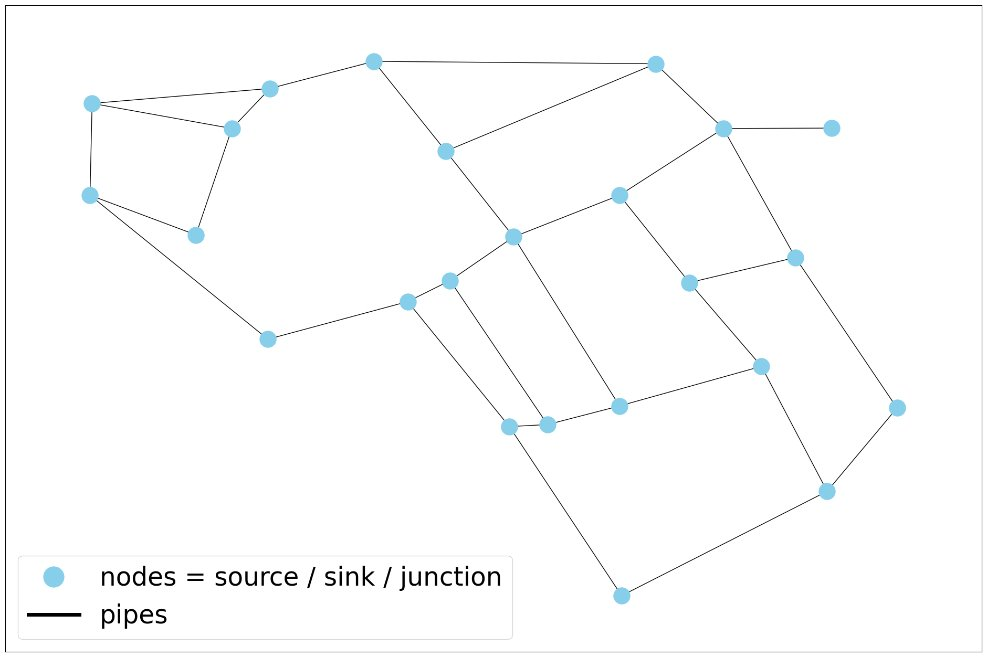 nodes = source / sink / junction
pipes